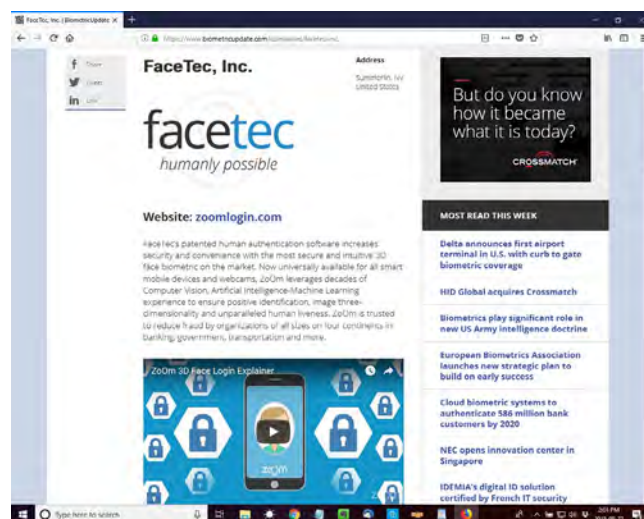 FaceTec, Inc. | BiometricUpdate
https://www.biometricupdate.com
Share
FaceTec, Inc.
Address
United States
facetec
humanly possible
Website: zoomlogin.com
FaceTec's patented human authentication software increases
security and convenience with the most secure and intuitive 3D
face biometric on the market. Now universally available for all smart
mobile devices and webcams, ZoOm leverages decades of
Computer Vision, Artificial Intelligence-Machine Learning
experience to ensure positive identification, image three-
dimensionality and unparalleled human liveness. ZoOm is trusted
to reduce fraud by organizations of all sizes on four continents in
banking, government, transportation and more.
ZoOm 3D Face Login Explainer
ZoOm
But do you know
how it became
what it is today?
CROSSMATCH
MOST READ THIS WEEK
Delta announces first airport
terminal in U.S. with curb to gate
biometric coverage
HID Global acquires Crossmatch
Biometrics play significant role in
new US Army intelligence doctrine
European Biometrics Association
launches new strategic plan to
build on early success
Cloud biometric systems to
authenticate 586 million bank
customers by 2020
NEC opens innovation center in
Singapore
IDEMIA's digital ID solution
certified by French IT security
Type here to search